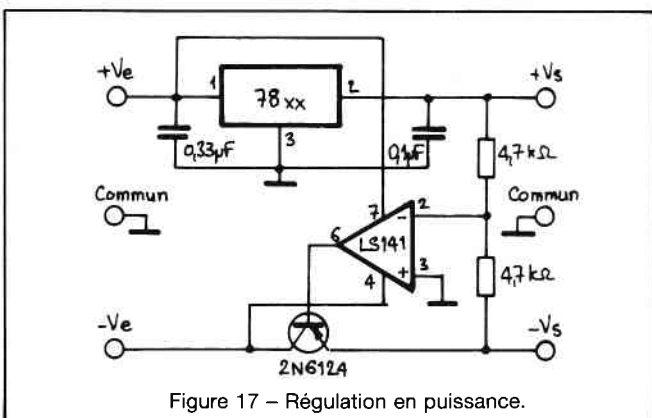 +Ve
1
78xx
2
+Vs
3
0,33µF
0,1µF
4,7kΩ
Commun
Commun
7
-
2
6
LS141
+
3
4
4,7kΩ
-Ve
-Vs
2N6124
Figure 17 – Régulation en puissance.